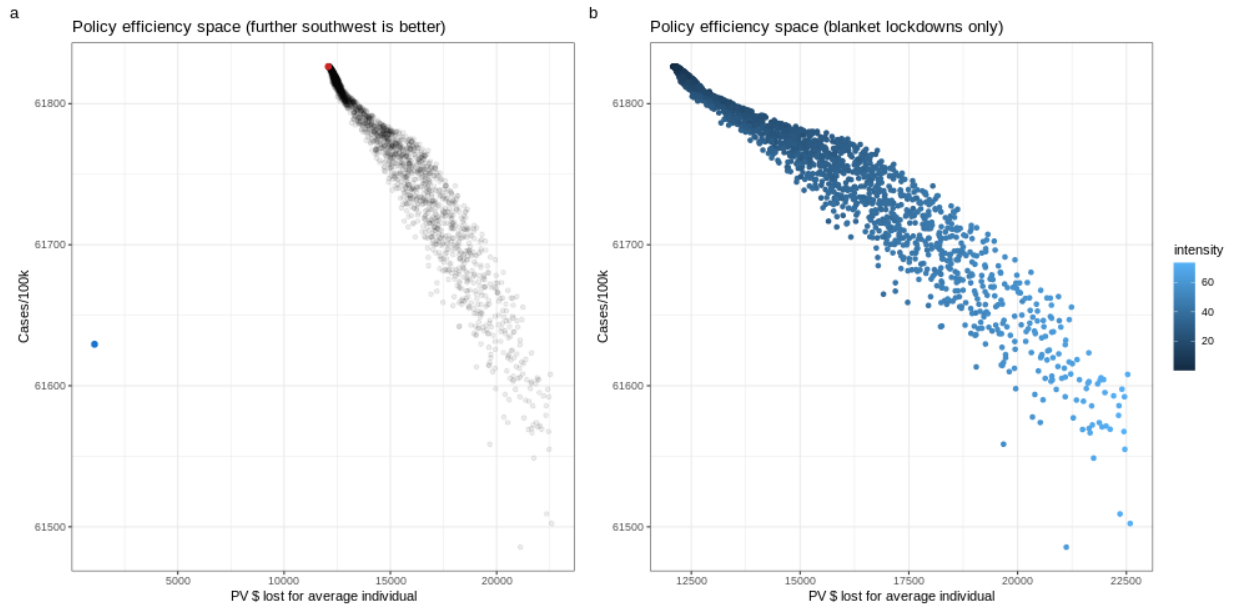 a
Policy efficiency space (further southwest is better)
61800
61700
61600
61500
Cases/100k
5000 10000 15000 20000
PV $ lost for average individual
b
Policy efficiency space (blanket lockdowns only)
61800
61700
61600
61500
Cases/100k
12500 15000 17500 20000 22500
PV $ lost for average individual
intensity
60
40
20